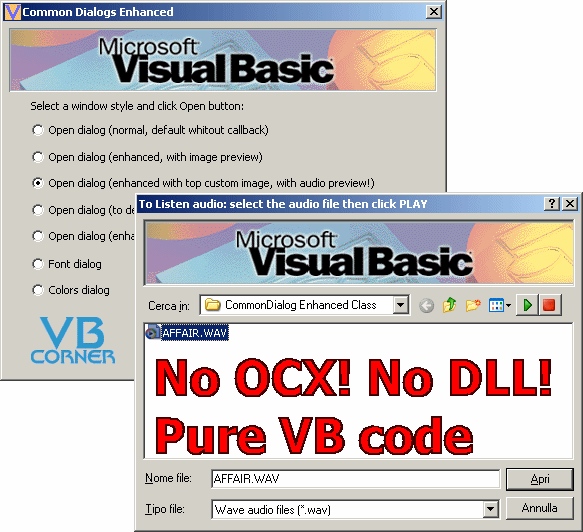 Common Dialogs Enhanced
Microsoft
Visual Basic
Select a window style and click Open button:
Open dialog (normal, default whitout callback)
Open dialog (enhanced, with image preview)
Open dialog (enhanced with top custom image, with audio preview!)
Open dialog (to de
Open dialog (enha
Font dialog
Colors dialog
VB
CORNER
To Listen audio: select the audio file then click PLAY
Microsoft
Visual Basic
Cerca in: CommonDialog Enhanced Class
AFFAIR.WAV
No OCX! No DLL!
Pure VB code
Nome file: AFFAIR.WAV Apri
Tipo file: Wave audio files (*.wav) Annulla